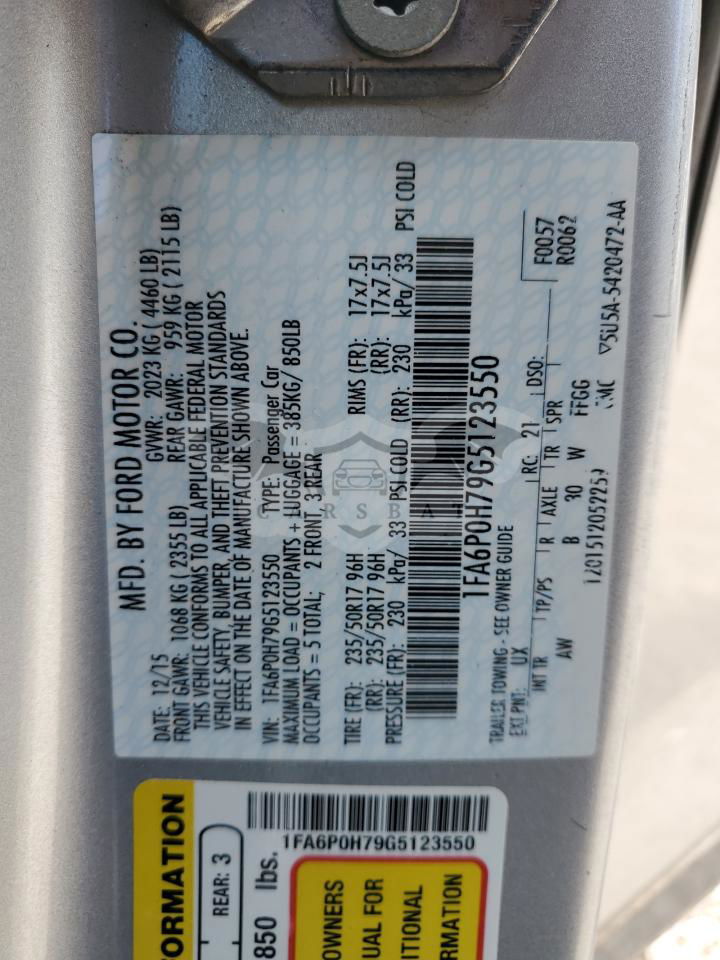 MFD. BY FORD MOTOR CO.
DATE: 12/15 GVWR: 2023 KG ( 4460 LB)
FRONT GAWR: 1068 KG ( 2355 LB) REAR GAWR: 959 KG ( 2115 LB)
THIS VEHICLE CONFORMS TO ALL APPLICABLE FEDERAL MOTOR
VEHICLE SAFETY, BUMPER, AND THEFT PREVENTION STANDARDS
IN EFFECT ON THE DATE OF MANUFACTURE SHOWN ABOVE.
VIN: 1FA6P0H79G5123550 TYPE: Passenger Car
MAXIMUM LOAD = OCCUPANTS + LUGGAGE = 385KG/ 850LB
OCCUPANTS = 5 TOTAL; 2 FRONT, 3 REAR
TIRE (FR): 235/50R17 96H RIMS (FR): 17x7.5J
(RR): 235/50R17 96H (RR): 17x7.5J
PRESSURE (FR): 230 kPa/ 33 PSI COLD (RR): 230 kPa/ 33 PSI COLD
1FA6P0H79G5123550
TRAILER TOWING - SEE OWNER GUIDE F0057
EXT PNT: UX RC: 21 DSO: R0062
INT TR TP/PS R AXLE TR SPR
AW B 30 W FFGG
1201512052259 ▽5U5A-5420472-AA
FORMATION
REAR: 3
850 lbs.
1FA6P0H79G5123550
OWNERS
UAL FOR
ITIONAL
RMATION